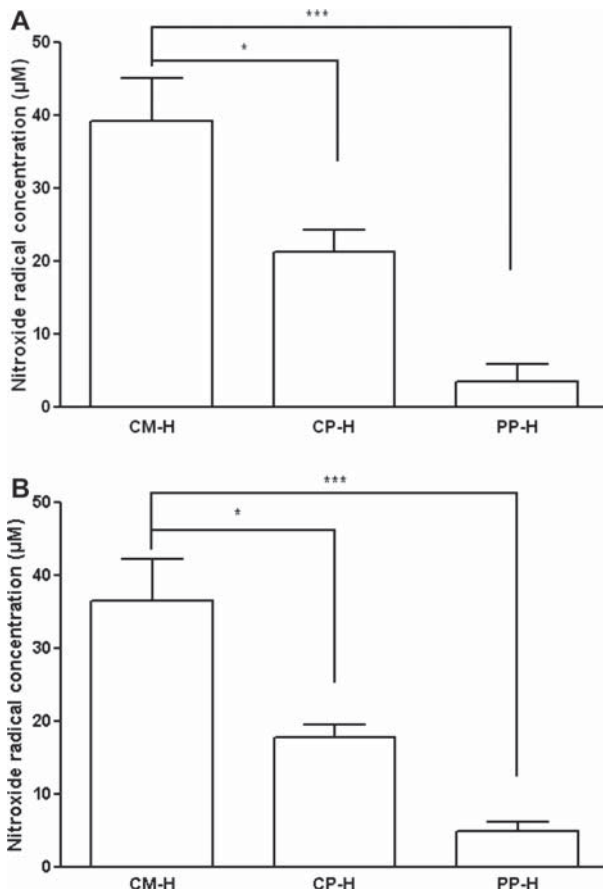 A
***
50
*
40
30
20
10
0
Nitroxide radical concentration (µM)
CM-H CP-H PP-H
B
***
50
*
40
30
20
10
0
Nitroxide radical concentration (µM)
CM-H CP-H PP-H